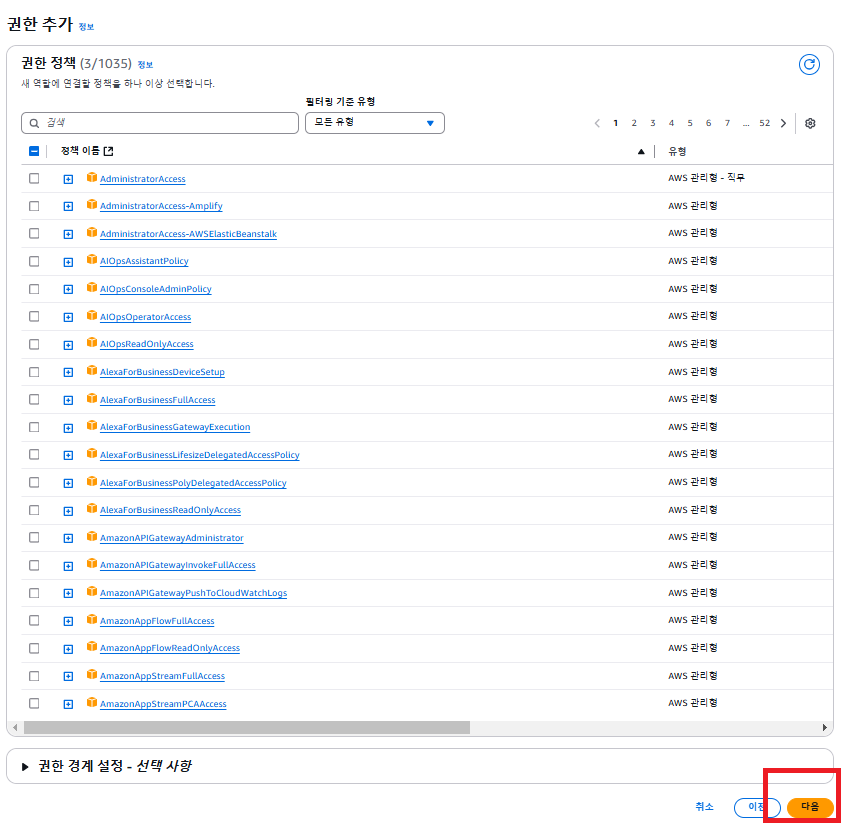 권한 추가 정보
권한 정책 (3/1035) 정보
새 역할에 연결할 정책을 하나 이상 선택합니다.
필터링 기준 유형
검색
모든 유형
1 2 3 4 5 6 7 ... 52
정책 이름
유형
AdministratorAccess AWS 관리형 - 직무
AdministratorAccess-Amplify AWS 관리형
AdministratorAccess-AWSElasticBeanstalk AWS 관리형
AIOpsAssistantPolicy AWS 관리형
AIOpsConsoleAdminPolicy AWS 관리형
AIOpsOperatorAccess AWS 관리형
AIOpsReadOnlyAccess AWS 관리형
AlexaForBusinessDeviceSetup AWS 관리형
AlexaForBusinessFullAccess AWS 관리형
AlexaForBusinessGatewayExecution AWS 관리형
AlexaForBusinessLifesizeDelegatedAccessPolicy AWS 관리형
AlexaForBusinessPolyDelegatedAccessPolicy AWS 관리형
AlexaForBusinessReadOnlyAccess AWS 관리형
AmazonAPIGatewayAdministrator AWS 관리형
AmazonAPIGatewayInvokeFullAccess AWS 관리형
AmazonAPIGatewayPushToCloudWatchLogs AWS 관리형
AmazonAppFlowFullAccess AWS 관리형
AmazonAppFlowReadOnlyAccess AWS 관리형
AmazonAppStreamFullAccess AWS 관리형
AmazonAppStreamPCAAccess AWS 관리형
권한 경계 설정 - 선택 사항
취소 이전 다음